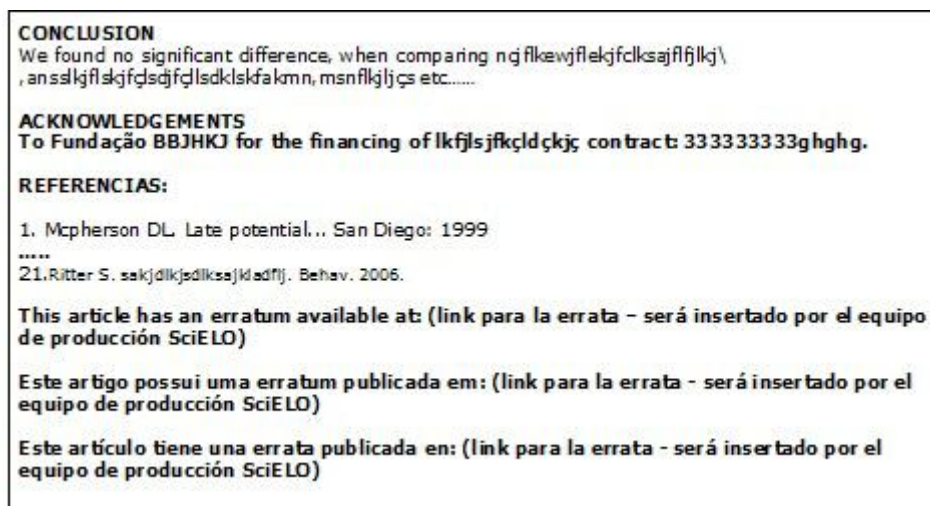 CONCLUSION
We found no significant difference, when comparing nçjflkewjflekjfclksajflfjlkj\
,ansslkjflskjfçlsdjfçllsdklskfakmn,msnflkjljçs etc......
ACKNOWLEDGEMENTS
To Fundação BBJHKJ for the financing of lkfjlsjfkçldçkjç contract: 333333333ghghg.
REFERENCIAS:
1. Mcpherson DL. Late potential... San Diego: 1999
.....
21.Ritter S. sakjdlkjsdlksajkladflj. Behav. 2006.
This article has an erratum available at: (link para la errata – será insertado por el equipo
de producción SciELO)
Este artigo possui uma erratum publicada em: (link para la errata - será insertado por el
equipo de producción SciELO)
Este artículo tiene una errata publicada en: (link para la errata - será insertado por el
equipo de producción SciELO)